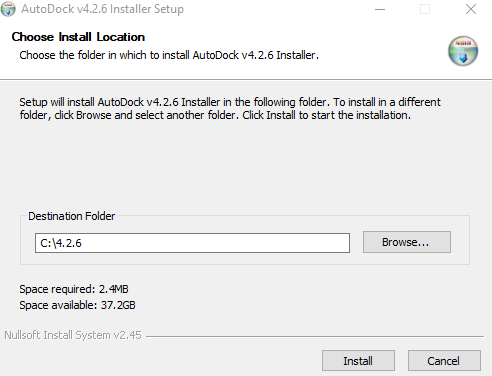 AutoDock v4.2.6 Installer Setup
Choose Install Location
Choose the folder in which to install AutoDock v4.2.6 Installer.
Setup will install AutoDock v4.2.6 Installer in the following folder. To install in a different
folder, click Browse and select another folder. Click Install to start the installation.
Destination Folder
C:\4.2.6
Browse...
Space required: 2.4MB
Space available: 37.2GB
Nullsoft Install System v2.45
Install
Cancel